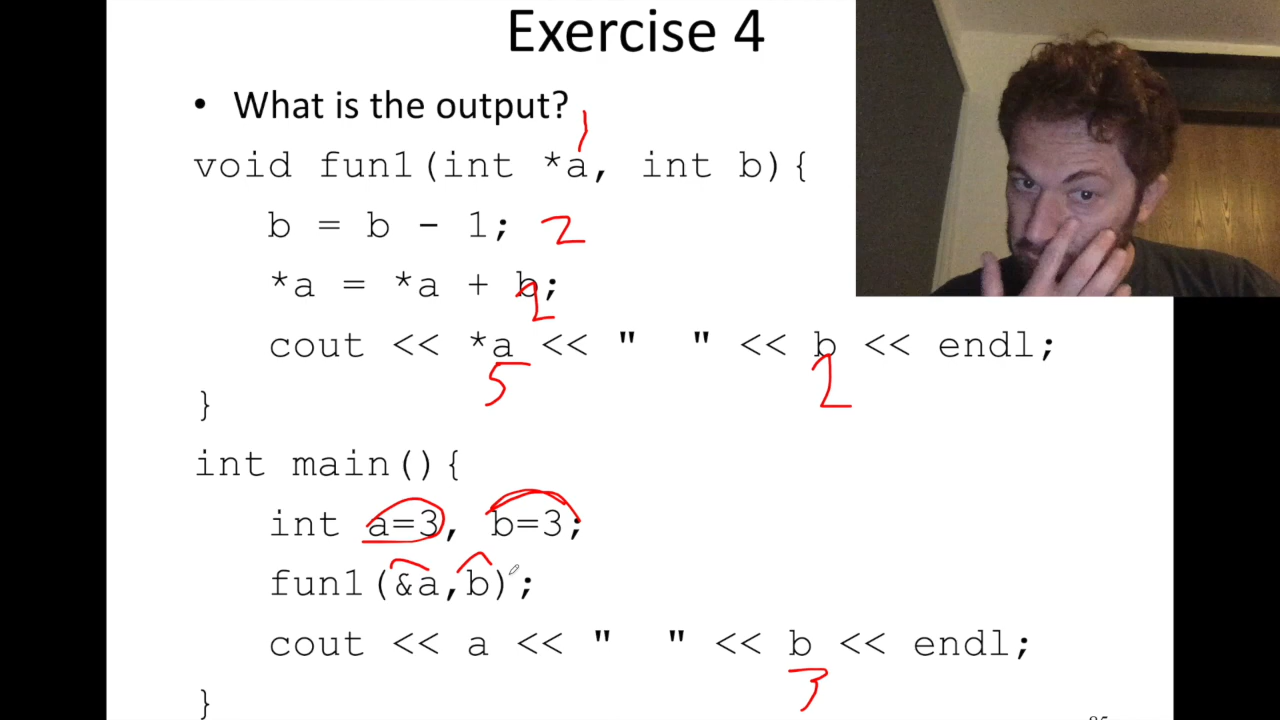 Exercise 4
• What is the output?
1
void fun1(int *a, int b){
b = b - 1; 2
*a = *a + b;
2
cout << *a << "  " << b << endl;
5 2
}
int main(){
int a=3, b=3;
fun1(&a,b);
cout << a << "  " << b << endl;
3
}